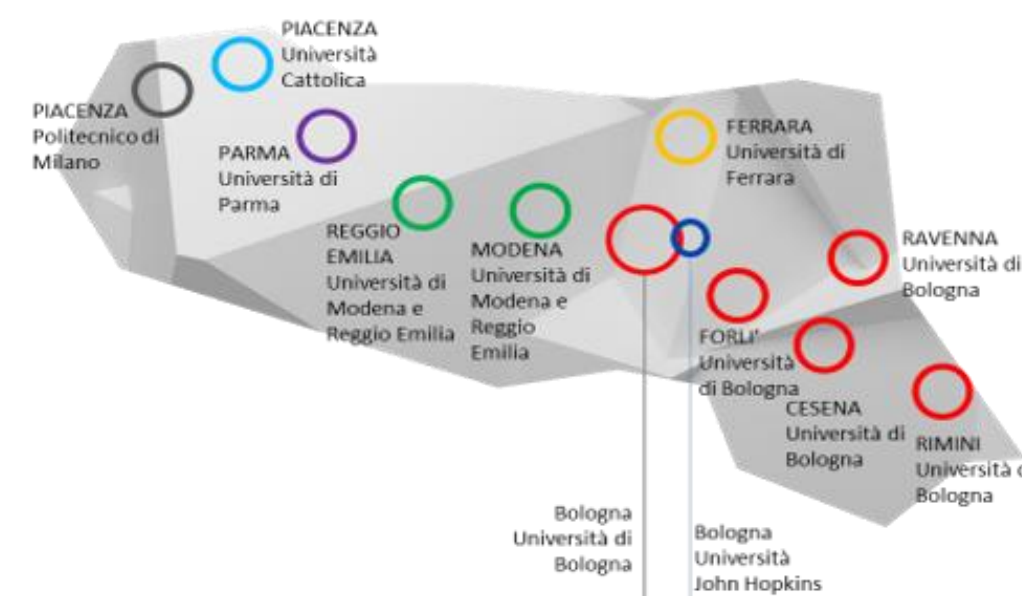 PIACENZA
Università
Cattolica
PIACENZA
Politecnico di
Milano
PARMA
Università di
Parma
REGGIO
EMILIA
Università di
Modena e
Reggio Emilia
MODENA
Università di
Modena e
Reggio
Emilia
FERRARA
Università di
Ferrara
RAVENNA
Università di
Bologna
FORLI'
Università
di Bologna
CESENA
Università di
Bologna
RIMINI
Università
Bologna
Bologna
Università di
Bologna
Bologna
Università
John Hopkins